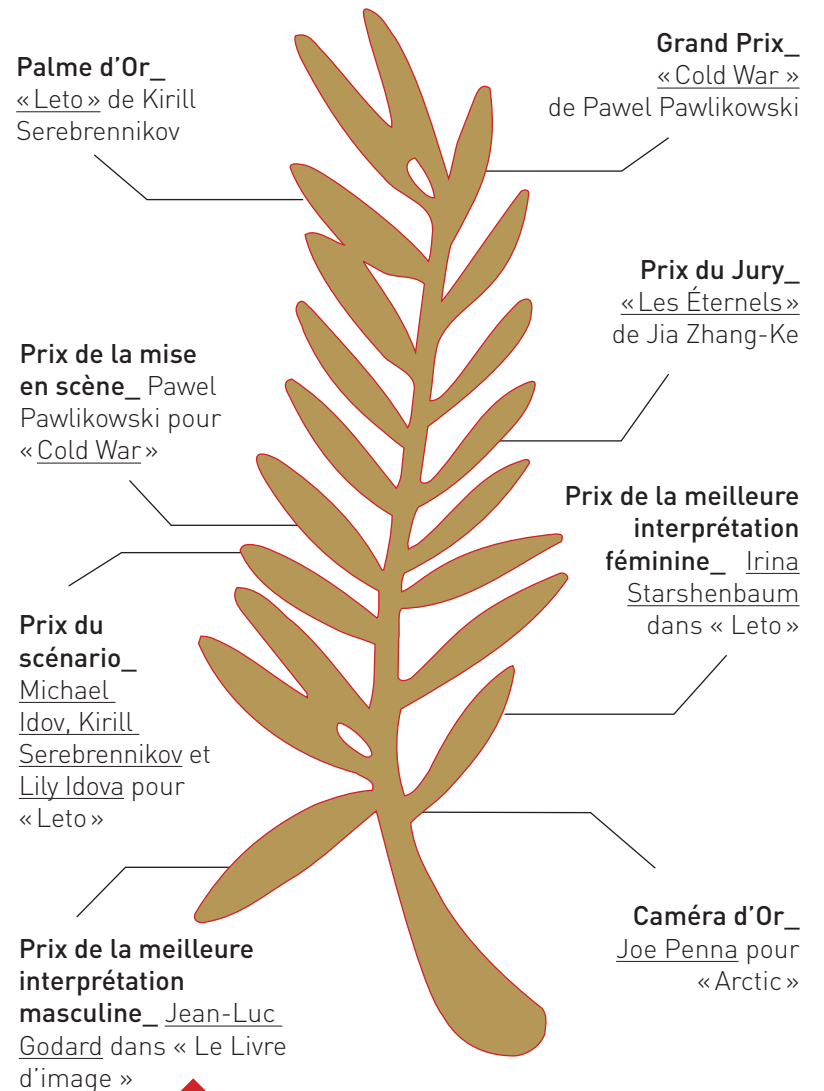 Palme d’Or_
« Leto » de Kirill
Serebrennikov
Grand Prix_
« Cold War »
de Pawel Pawlikowski
Prix du Jury_
« Les Éternels »
de Jia Zhang-Ke
Prix de la mise
en scène_ Pawel
Pawlikowski pour
« Cold War »
Prix de la meilleure
interprétation
féminine_ Irina
Starshenbaum
dans « Leto »
Prix du
scénario_
Michael
Idov, Kirill
Serebrennikov et
Lily Idova pour
« Leto »
Caméra d’Or_
Joe Penna pour
« Arctic »
Prix de la meilleure
interprétation
masculine_ Jean-Luc
Godard dans « Le Livre
d’image »